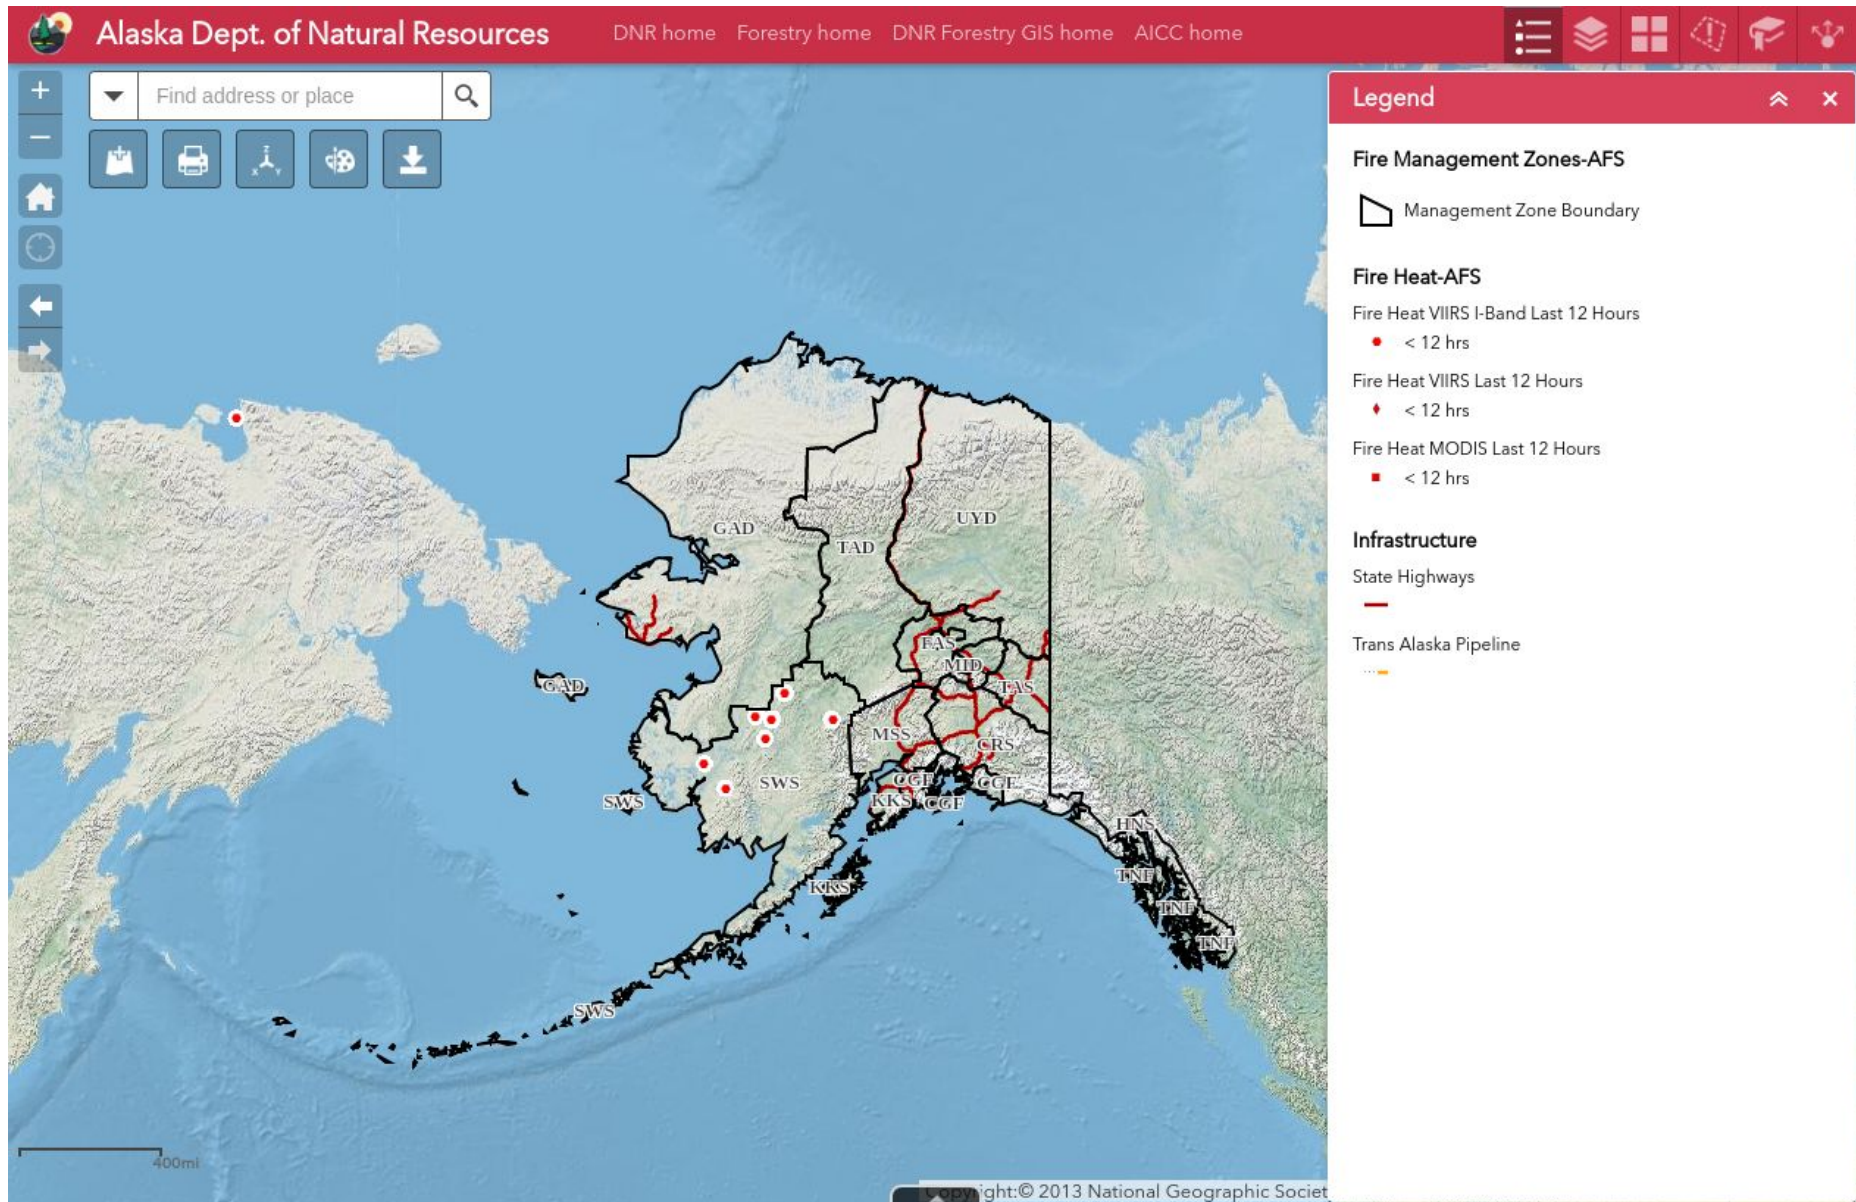 Alaska Dept. of Natural Resources
DNR home Forestry home DNR Forestry GIS home AICC home
+
Find address or place
Legend
Fire Management Zones-AFS
Management Zone Boundary
Fire Heat-AFS
Fire Heat VIIRS I-Band Last 12 Hours
< 12 hrs
Fire Heat VIIRS Last 12 Hours
< 12 hrs
Fire Heat MODIS Last 12 Hours
< 12 hrs
Infrastructure
State Highways
Trans Alaska Pipeline
GAD
TAD
UYD
FAS
MID
TAS
GAD
MSS
CRS
SWS
SWS
CGF
CGF
KKS
CGF
HNS
KKS
TNF
TNF
TNF
SWS
400mi
Copyright:© 2013 National Geographic Societ